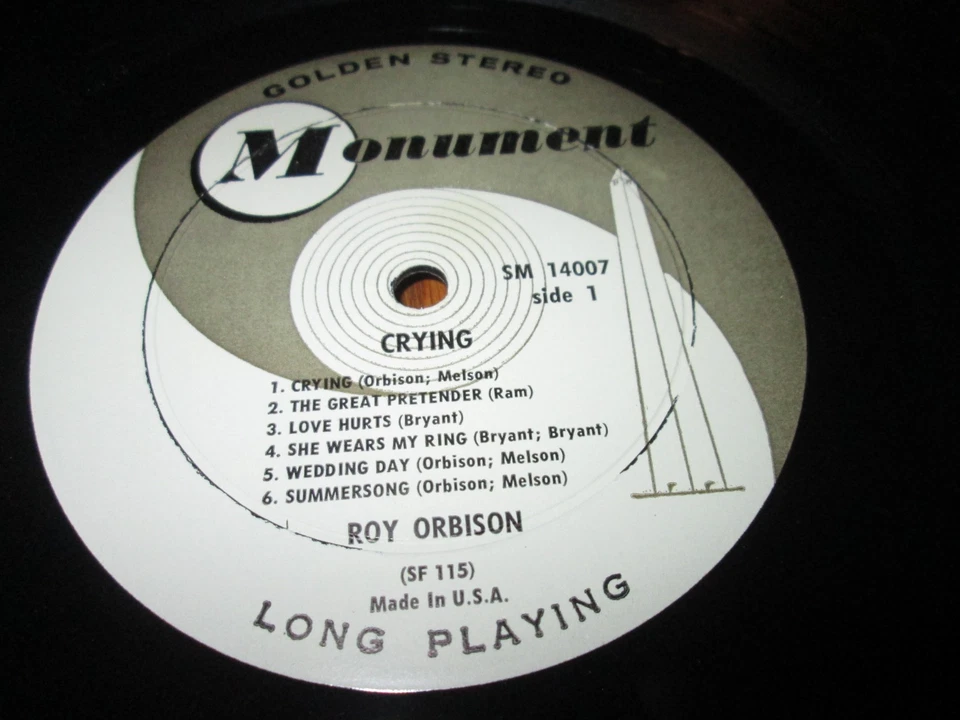 GOLDEN STEREO
Monument
SM 14007
side 1
CRYING
1. CRYING (Orbison; Melson)
2. THE GREAT PRETENDER (Ram)
3. LOVE HURTS (Bryant)
4. SHE WEARS MY RING (Bryant; Bryant)
5. WEDDING DAY (Orbison; Melson)
6. SUMMERSONG (Orbison; Melson)
ROY ORBISON
(SF 115)
Made In U.S.A.
LONG PLAYING